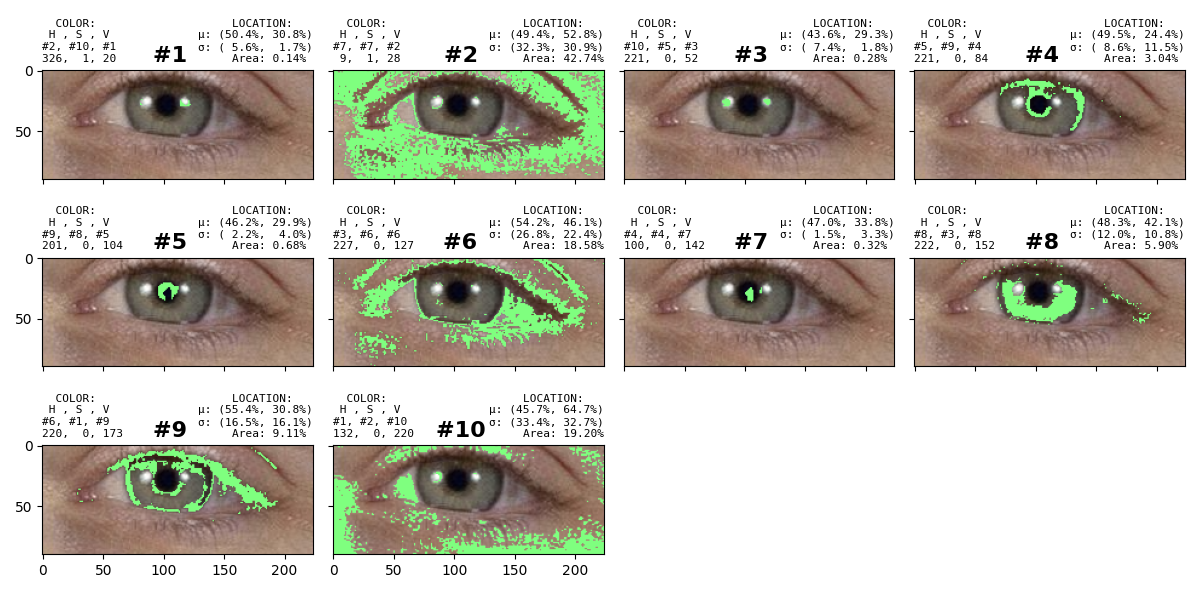 COLOR: LOCATION:
H , S , V μ: (50.4%, 30.8%)
#2, #10, #1 σ: ( 5.6%, 1.7%)
326, 1, 20 #1 Area: 0.14%
COLOR: LOCATION:
H , S , V μ: (49.4%, 52.8%)
#7, #7, #2 σ: (32.3%, 30.9%)
9, 1, 28 #2 Area: 42.74%
COLOR: LOCATION:
H , S , V μ: (43.6%, 29.3%)
#10, #5, #3 σ: ( 7.4%, 1.8%)
221, 0, 52 #3 Area: 0.28%
COLOR: LOCATION:
H , S , V μ: (49.5%, 24.4%)
#5, #9, #4 σ: ( 8.6%, 11.5%)
221, 0, 84 #4 Area: 3.04%
0
50
COLOR: LOCATION:
H , S , V μ: (46.2%, 29.9%)
#9, #8, #5 σ: ( 2.2%, 4.0%)
201, 0, 104 #5 Area: 0.68%
COLOR: LOCATION:
H , S , V μ: (54.2%, 46.1%)
#3, #6, #6 σ: (26.8%, 22.4%)
227, 0, 127 #6 Area: 18.58%
COLOR: LOCATION:
H , S , V μ: (47.0%, 33.8%)
#4, #4, #7 σ: ( 1.5%, 3.3%)
100, 0, 142 #7 Area: 0.32%
COLOR: LOCATION:
H , S , V μ: (48.3%, 42.1%)
#8, #3, #8 σ: (12.0%, 10.8%)
222, 0, 152 #8 Area: 5.90%
0
50
COLOR: LOCATION:
H , S , V μ: (55.4%, 30.8%)
#6, #1, #9 σ: (16.5%, 16.1%)
220, 0, 173 #9 Area: 9.11%
COLOR: LOCATION:
H , S , V μ: (45.7%, 64.7%)
#1, #2, #10 σ: (33.4%, 32.7%)
132, 0, 220 #10 Area: 19.20%
0
50
0 50 100 150 200
0 50 100 150 200